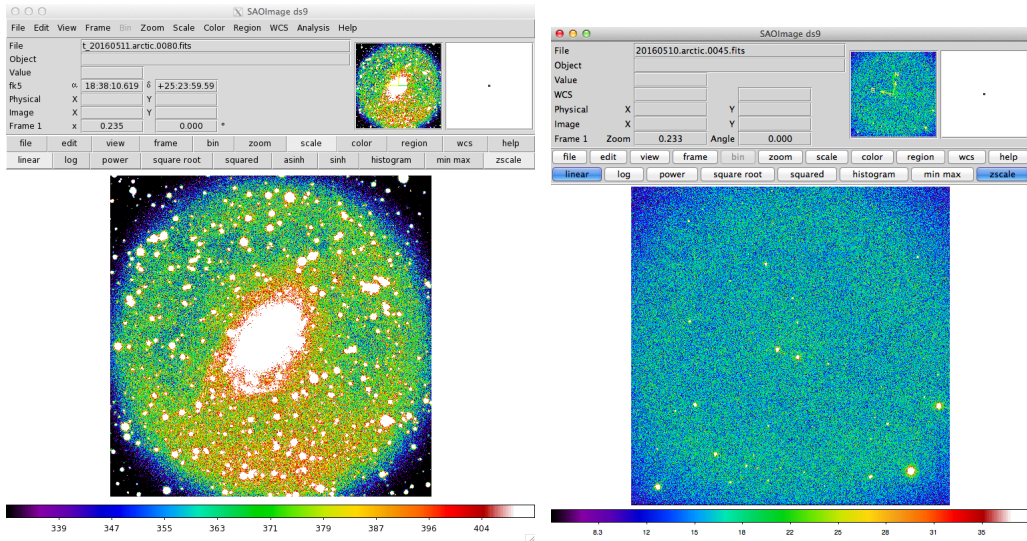 SAOImage ds9
File Edit View Frame Bin Zoom Scale Color Region WCS Analysis Help
File t_20160511.arctic.0080.fits
Object
Value
fk5 α 18:38:10.619 δ +25:23:59.59
Physical X Y
Image X Y
Frame 1 x 0.235 0.000 °
file edit view frame bin zoom scale color region wcs help
linear log power square root squared asinh sinh histogram min max zscale
339 347 355 363 371 379 387 396 404
SAOImage ds9
File 20160510.arctic.0045.fits
Object
Value
WCS
Physical X Y
Image X Y
Frame 1 Zoom 0.233 Angle 0.000
file edit view frame bin zoom scale color region wcs help
linear log power square root squared histogram min max zscale
8.3 12 15 18 22 25 28 31 35